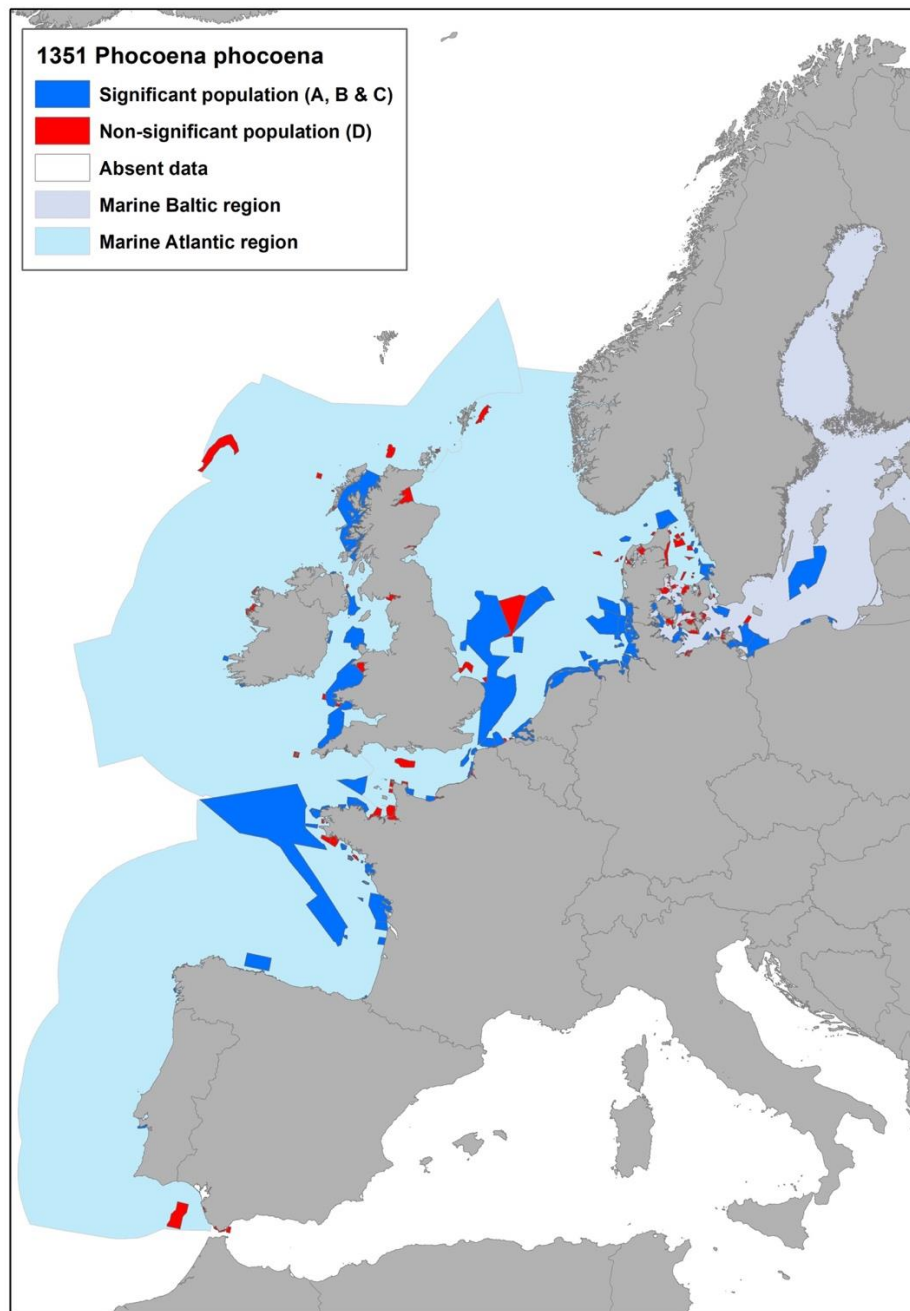 1351 Phocoena phocoena
Significant population (A, B & C)
Non-significant population (D)
Absent data
Marine Baltic region
Marine Atlantic region